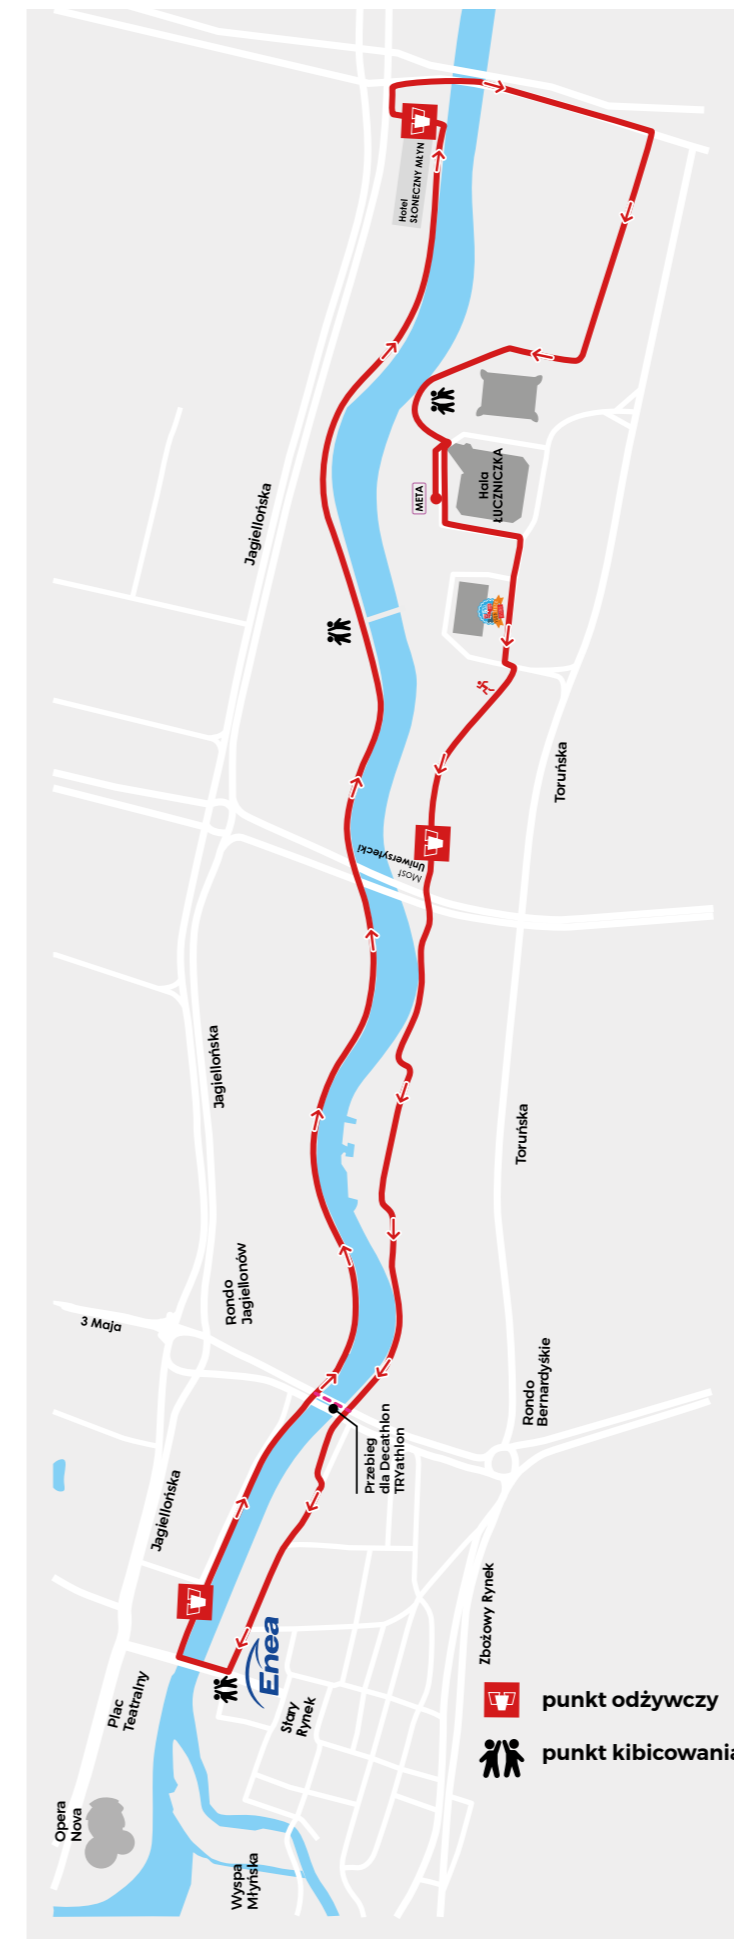 Hotel
SŁONECZNY MŁYN
Jagiellońska
META
Hala
ŁUCZNICZKA
Toruńska
Most
Uniwersytecki
Jagiellońska
Toruńska
Rondo
Jagiellonów
3 Maja
Rondo
Bernardyńskie
Przebieg
dla Decathlon
TRYathlon
Jagiellońska
Zbożowy Rynek
Enea
Plac
Teatralny
Stary
Rynek
punkt odżywczy
punkt kibicowania
Opera
Nova
Wyspa
Młyńska